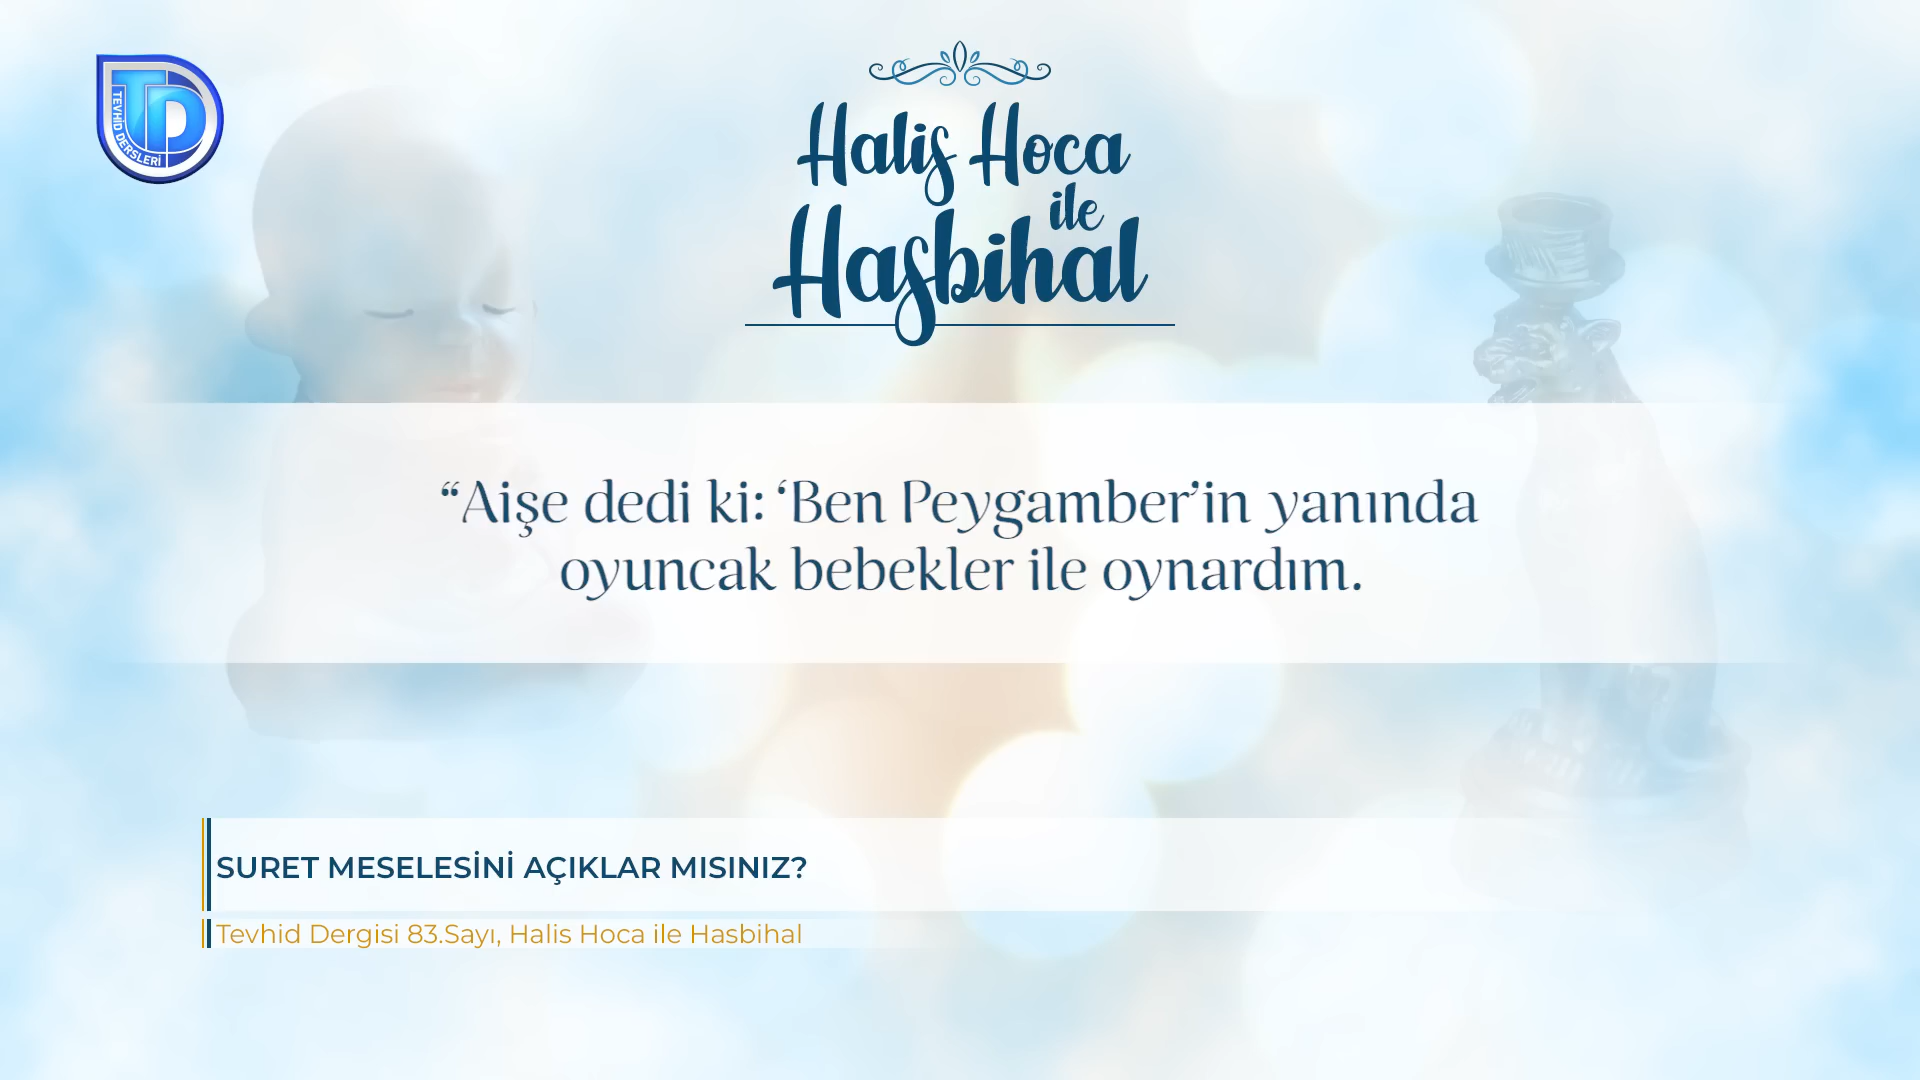 TD
TEVHİD DERSLERİ
Halis Hoca
ile
Hasbihal
“Aişe dedi ki: ‘Ben Peygamber’in yanında
oyuncak bebekler ile oynardım.
SURET MESELESİNİ AÇIKLAR MISINIZ?
Tevhid Dergisi 83.Sayı, Halis Hoca ile Hasbihal